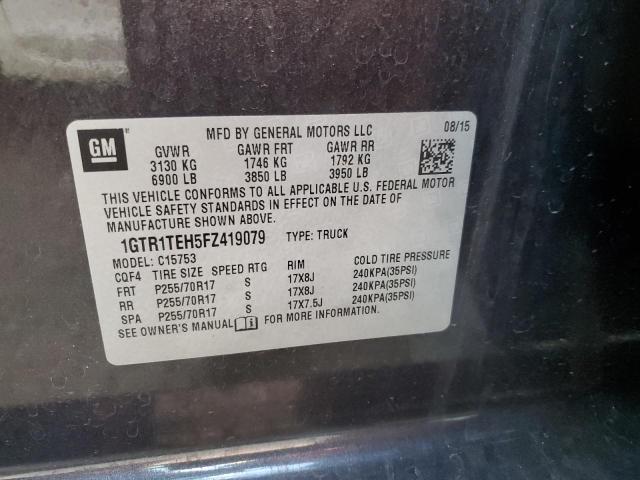 GM
MFD BY GENERAL MOTORS LLC 08/15
GVWR GAWR FRT GAWR RR
3130 KG 1746 KG 1792 KG
6900 LB 3850 LB 3950 LB
THIS VEHICLE CONFORMS TO ALL APPLICABLE U.S. FEDERAL MOTOR
VEHICLE SAFETY STANDARDS IN EFFECT ON THE DATE OF
MANUFACTURE SHOWN ABOVE.
1GTR1TEH5FZ419079 TYPE: TRUCK
MODEL: C15753
CQF4 TIRE SIZE SPEED RTG RIM COLD TIRE PRESSURE
FRT P255/70R17 S 17X8J 240KPA(35PSI)
RR P255/70R17 S 17X8J 240KPA(35PSI)
SPA P255/70R17 S 17X7.5J 240KPA(35PSI)
SEE OWNER'S MANUAL FOR MORE INFORMATION.